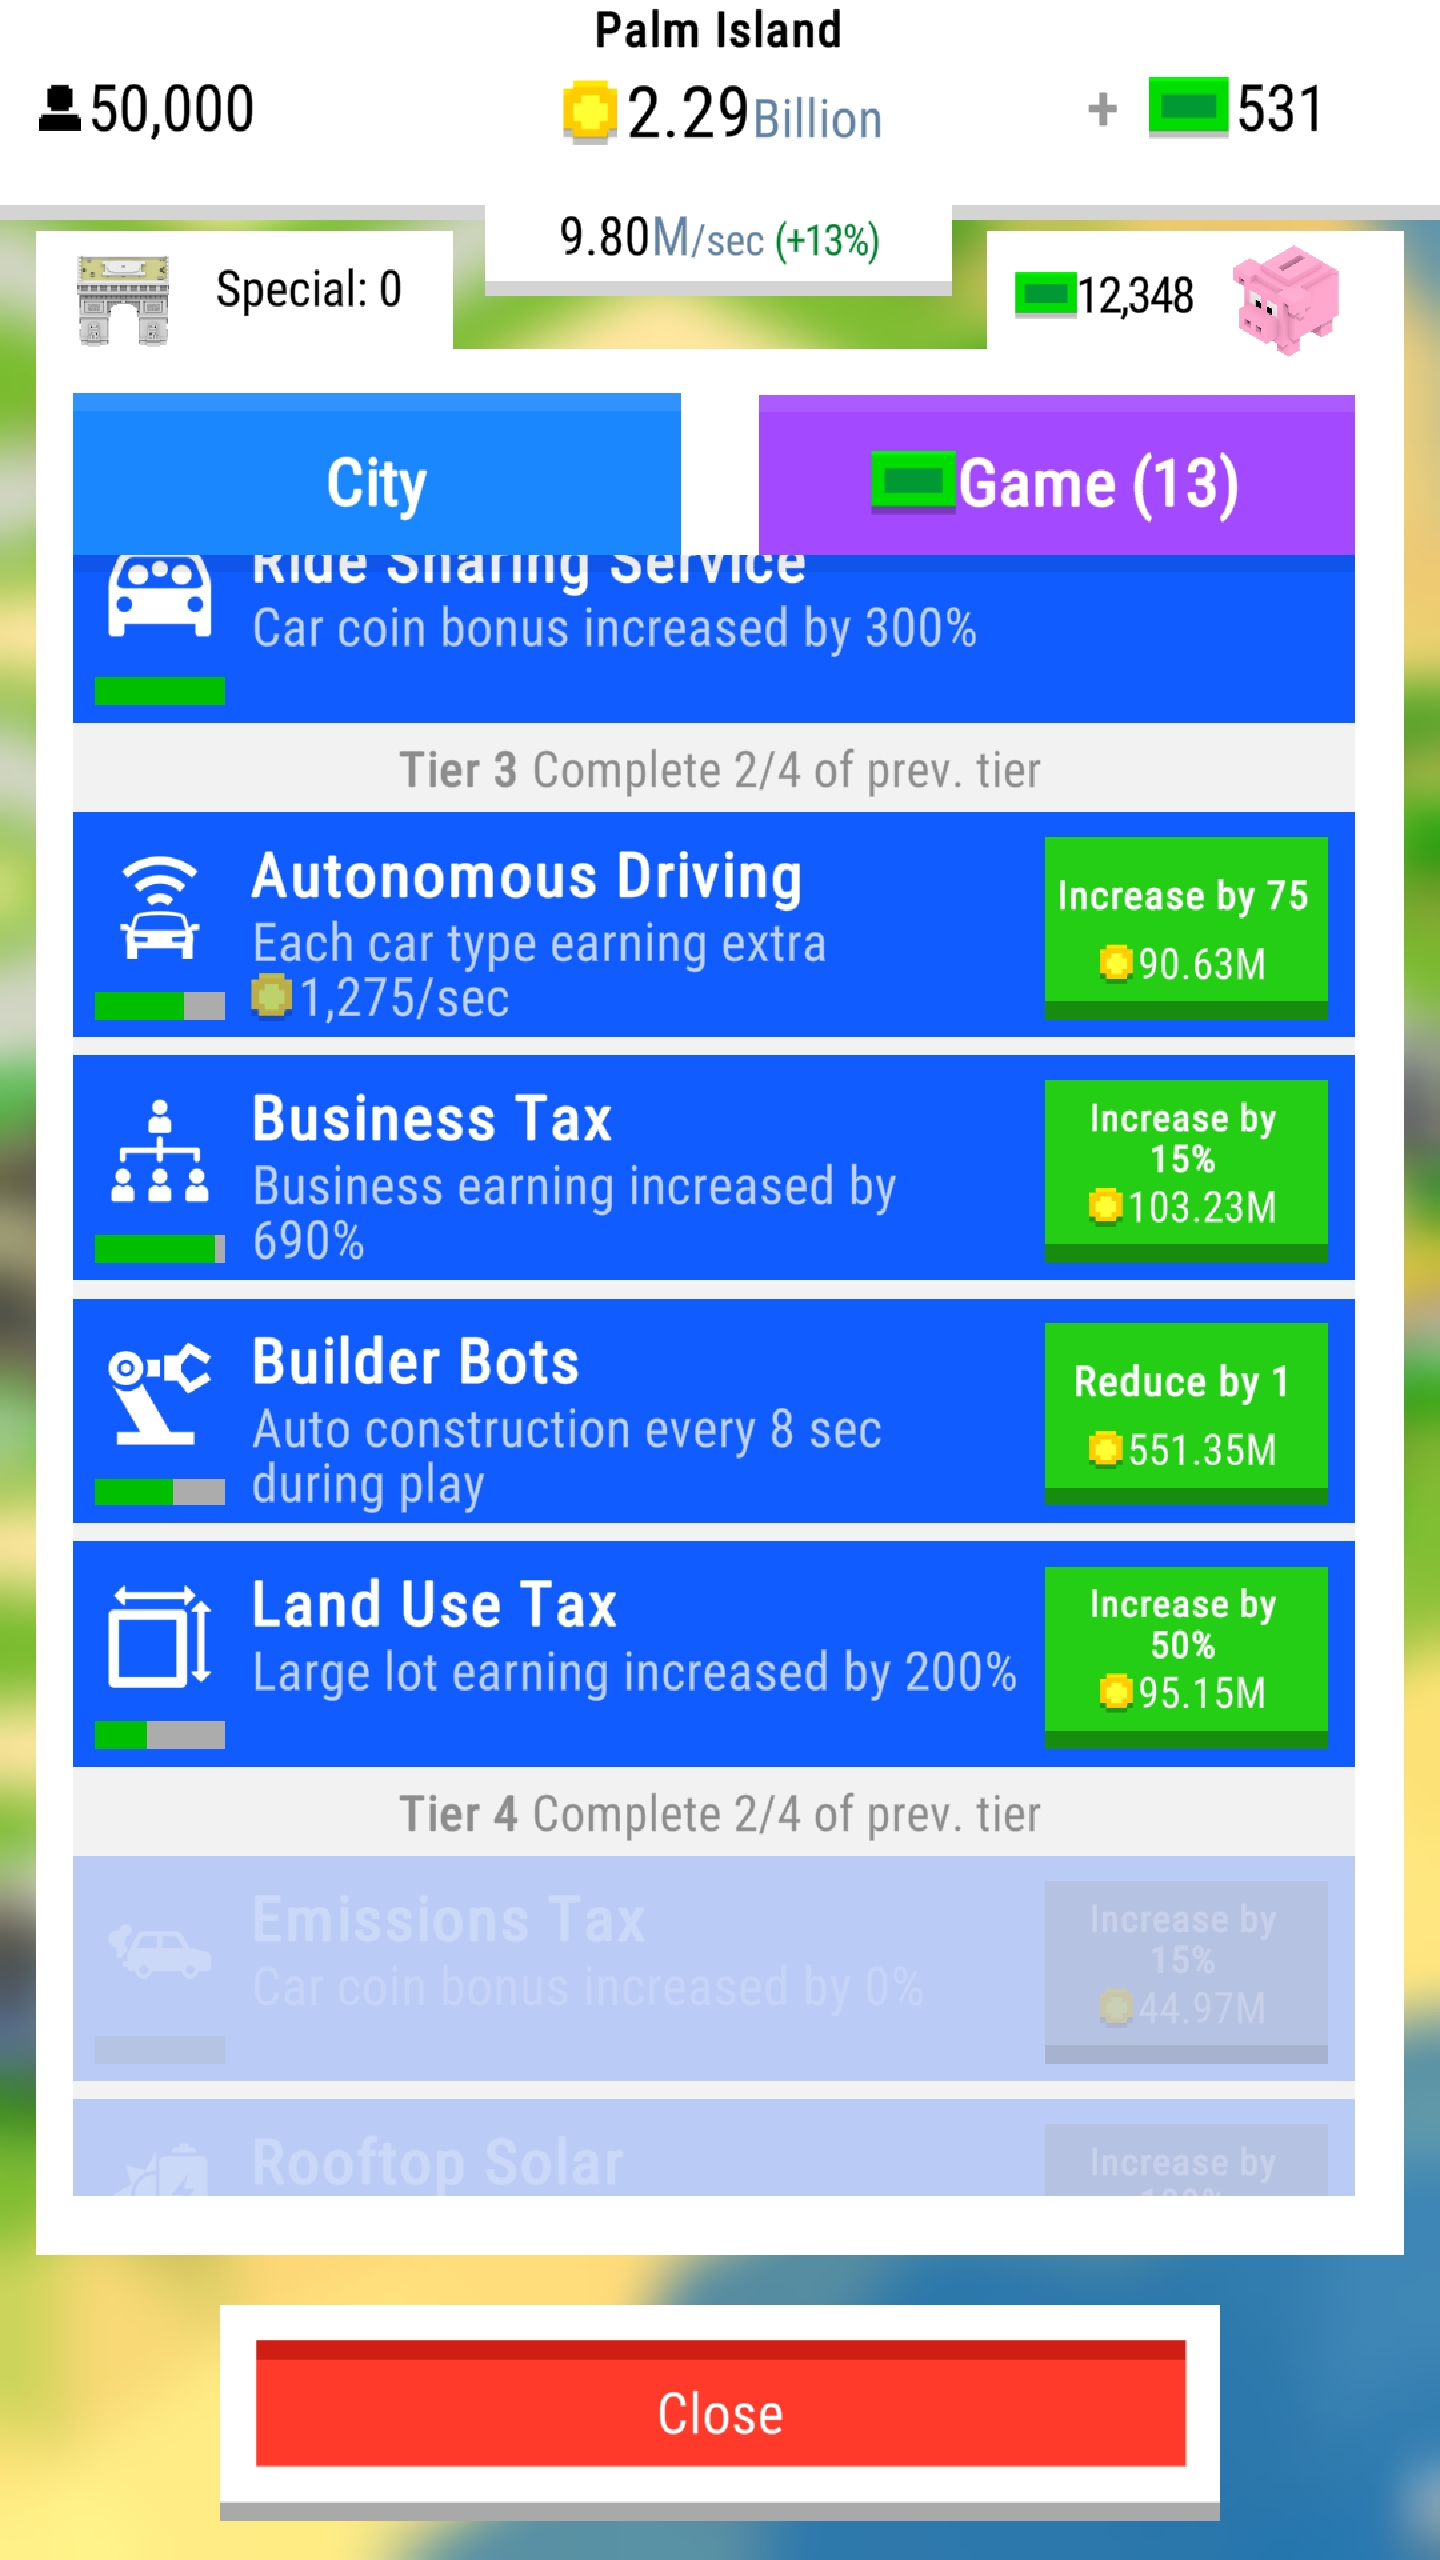 Palm Island
50,000
2.29Billion
+ 531
9.80M/sec (+13%)
Special: 0
12,348
City
Game (13)
Ride Sharing Service
Car coin bonus increased by 300%
Tier 3 Complete 2/4 of prev. tier
Autonomous Driving
Each car type earning extra
1,275/sec
Increase by 75
90.63M
Business Tax
Business earning increased by
690%
Increase by
15%
103.23M
Builder Bots
Auto construction every 8 sec
during play
Reduce by 1
551.35M
Land Use Tax
Large lot earning increased by 200%
Increase by
50%
95.15M
Tier 4 Complete 2/4 of prev. tier
Emissions Tax
Car coin bonus increased by 0%
Increase by
15%
44.97M
Rooftop Solar
Increase by
Close